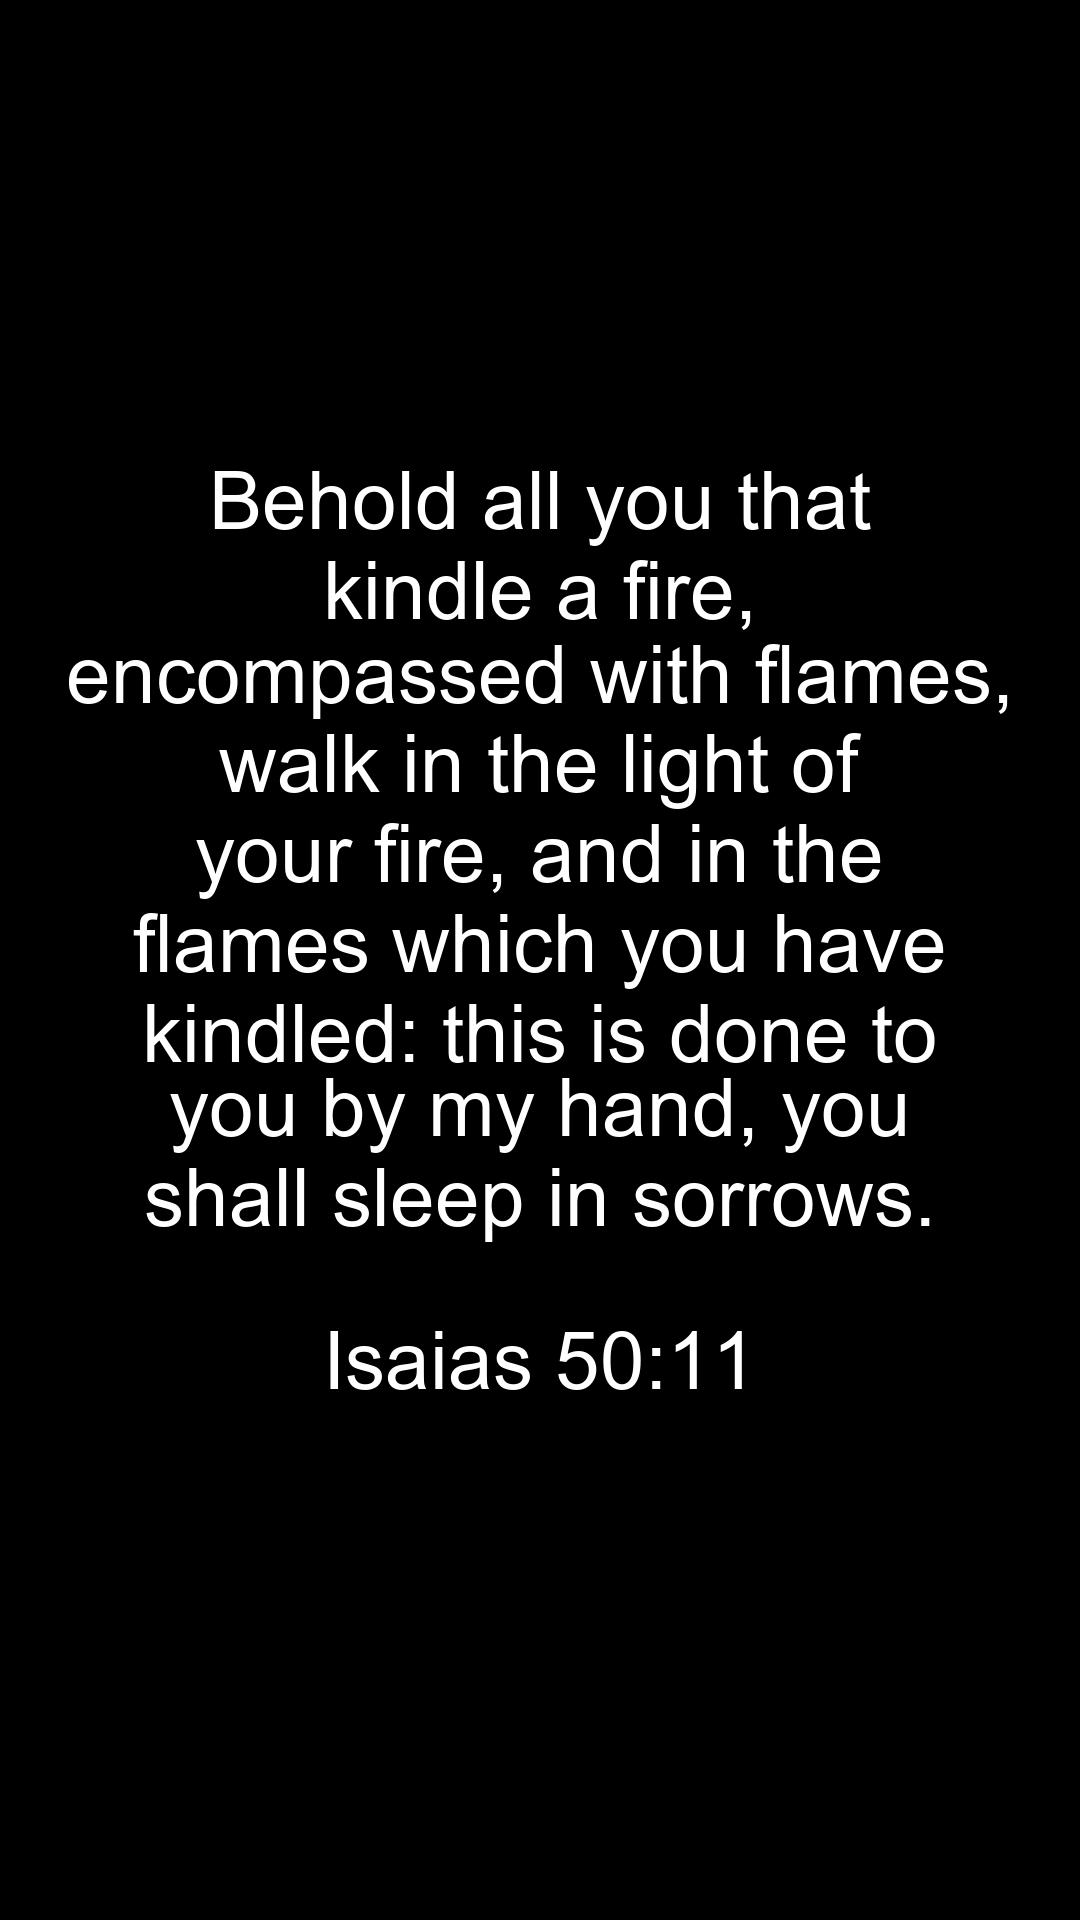 Behold all you that
kindle a fire,
encompassed with flames,
walk in the light of
your fire, and in the
flames which you have
kindled: this is done to
you by my hand, you
shall sleep in sorrows.
Isaias 50:11